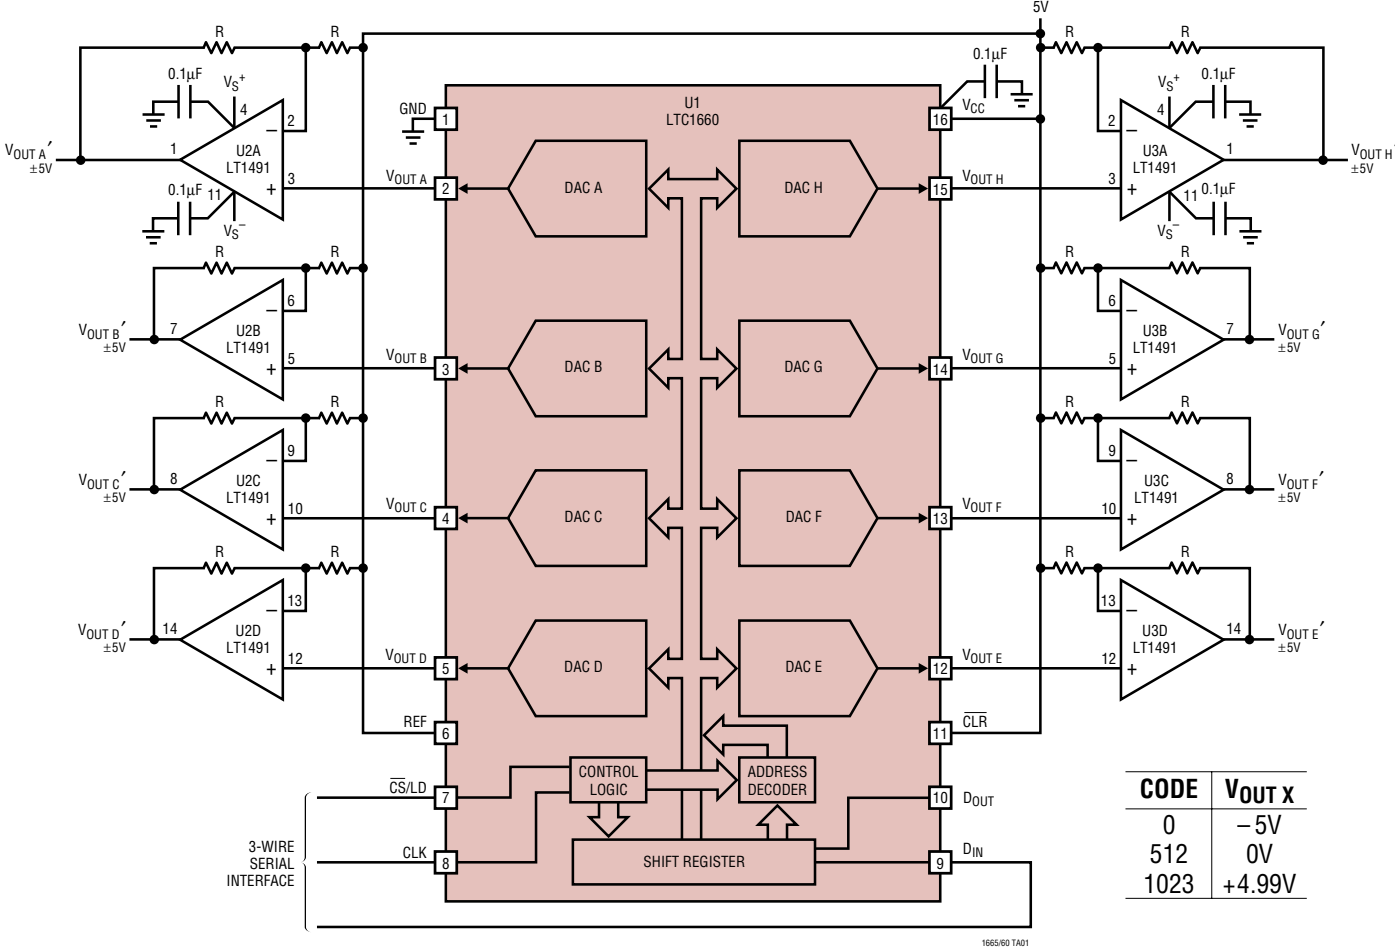 5V
R R
R R
0.1µF
VS+
4
2
−
1
U2A
LT1491
VOUT A′
±5V
3
+
0.1µF
11
VS−
GND
1
U1
LTC1660
0.1µF
VCC
16
0.1µF
VS+
4
2
−
U3A
LT1491
1
VOUT H′
±5V
3
+
11
0.1µF
VS−
VOUT A
2
DAC A
DAC H
15
VOUT H
R R
R R
6
−
U2B
LT1491
7
VOUT B′
±5V
5
+
VOUT B
3
DAC B
DAC G
14
VOUT G
6
−
U3B
LT1491
7
VOUT G′
±5V
5
+
R R
R R
9
−
U2C
LT1491
8
VOUT C′
±5V
10
+
VOUT C
4
DAC C
DAC F
13
VOUT F
9
−
U3C
LT1491
8
VOUT F′
±5V
10
+
R R
R R
13
−
U2D
LT1491
14
VOUT D′
±5V
12
+
VOUT D
5
DAC D
DAC E
12
VOUT E
13
−
U3D
LT1491
14
VOUT E′
±5V
12
+
REF
6
11
CLR
CS/LD
7
CONTROL
LOGIC
ADDRESS
DECODER
10
DOUT
3-WIRE
SERIAL
INTERFACE
CLK
8
SHIFT REGISTER
9
DIN
CODE VOUT X
0 −5V
512 0V
1023 +4.99V
1665/60 TA01